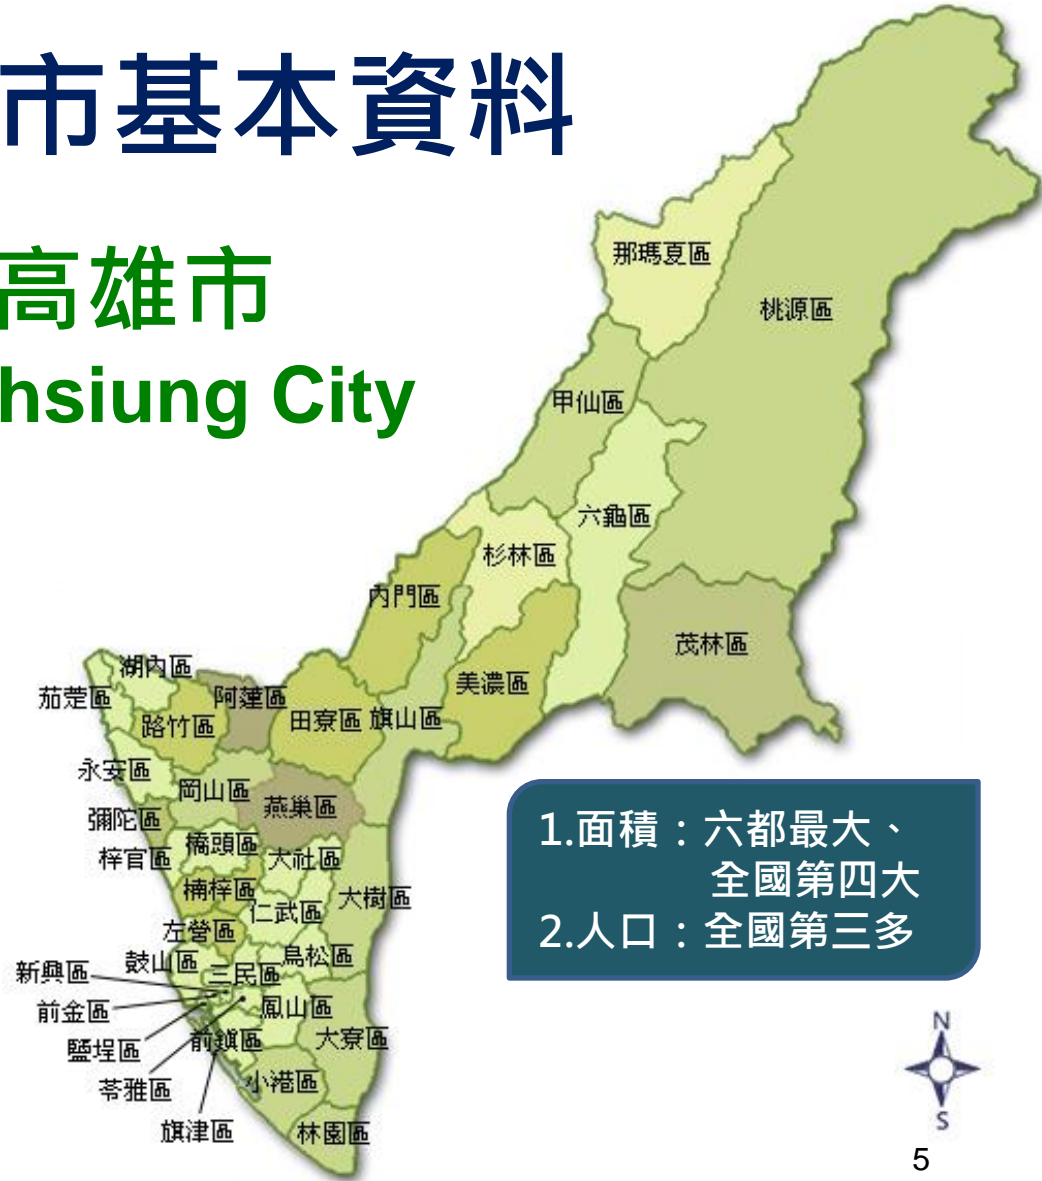 市基本資料
高雄市
hsiung City
那瑪夏區
桃源區
甲仙區
六龜區
杉林區
內門區
茂林區
湖內區
美濃區
茄萣區
阿蓮區
路竹區
田寮區
旗山區
永安區
岡山區
燕巢區
彌陀區
橋頭區
梓官區
大社區
楠梓區
大樹區
仁武區
左營區
鳥松區
鼓山區
三民區
新興區
前金區
鳳山區
鹽埕區
前鎮區
大寮區
苓雅區
小港區
旗津區
林園區
1.面積：六都最大、
全國第四大
2.人口：全國第三多
N
S
5